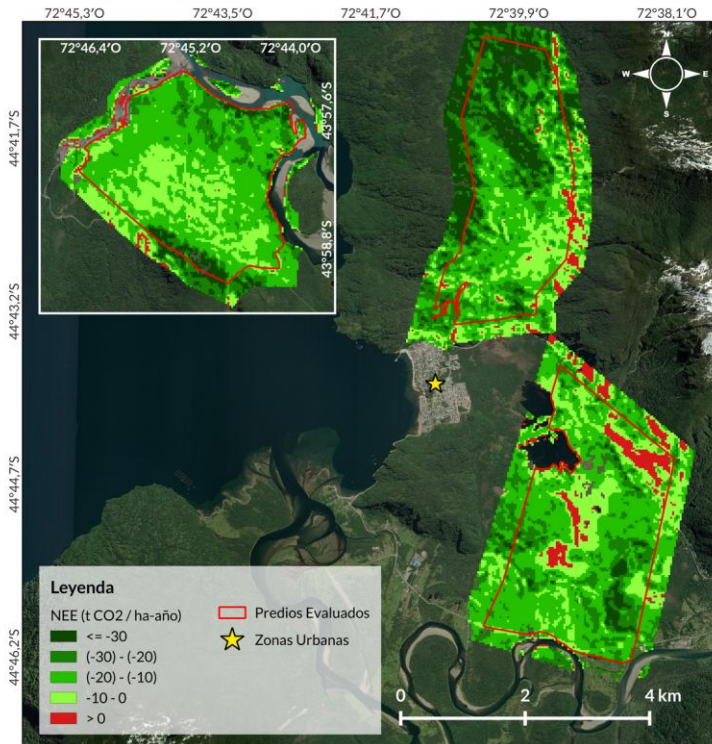 72°45,3'O
72°43,5'O
72°41,7'O
72°39,9'O
72°38,1'O
72°46,4'O
72°45,2'O
72°44,0'O
43°57,6'S
43°58,8'S
N
W
E
S
44°41,7'S
44°43,2'S
44°44,7'S
44°46,2'S
Leyenda
NEE (t CO2 / ha-año)
<= -30
(-30) - (-20)
(-20) - (-10)
-10 - 0
> 0
Predios Evaluados
Zonas Urbanas
0
2
4 km